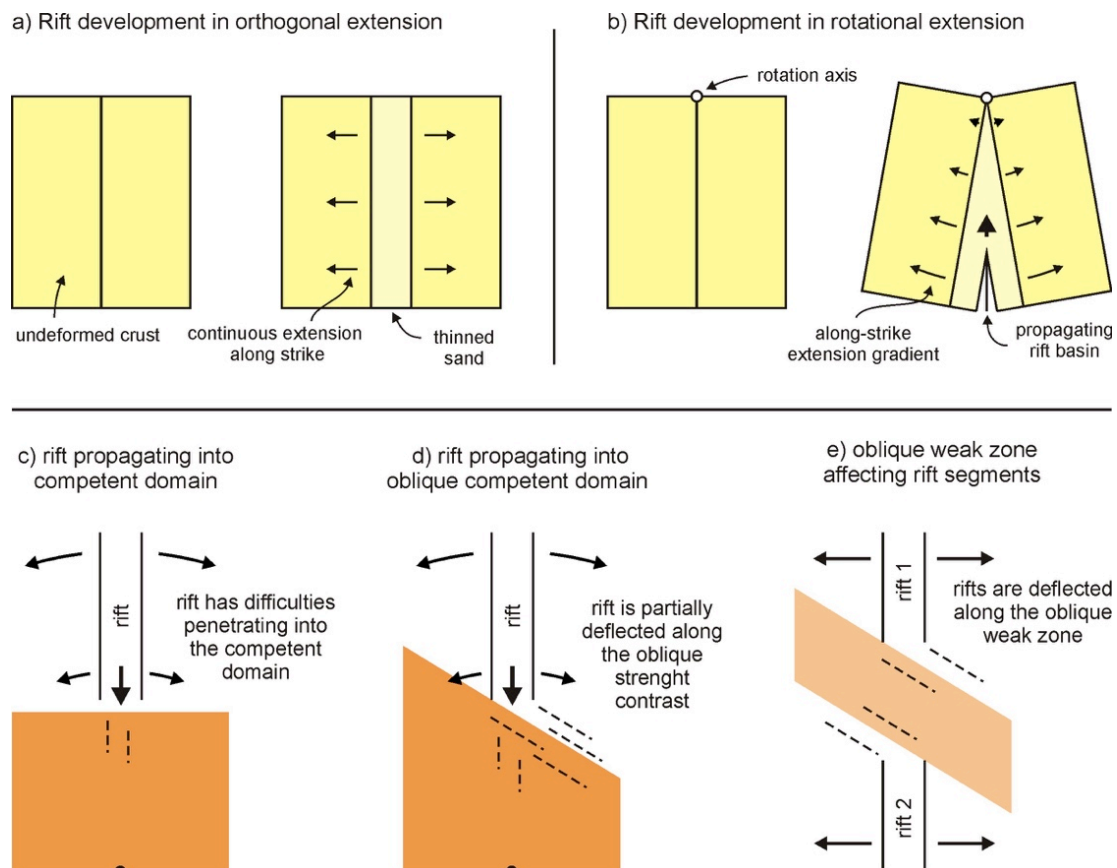 a) Rift development in orthogonal extension
b) Rift development in rotational extension
rotation axis
undeformed crust
continuous extension
along strike
thinned
sand
along-strike
extension gradient
propagating
rift basin
c) rift propagating into
competent domain
rift
rift has difficulties
penetrating into
the competent
domain
d) rift propagating into
oblique competent domain
rift
rift is partially
deflected along
the oblique
strenght
contrast
e) oblique weak zone
affecting rift segments
rift 1
rifts are deflected
along the oblique
weak zone
rift 2